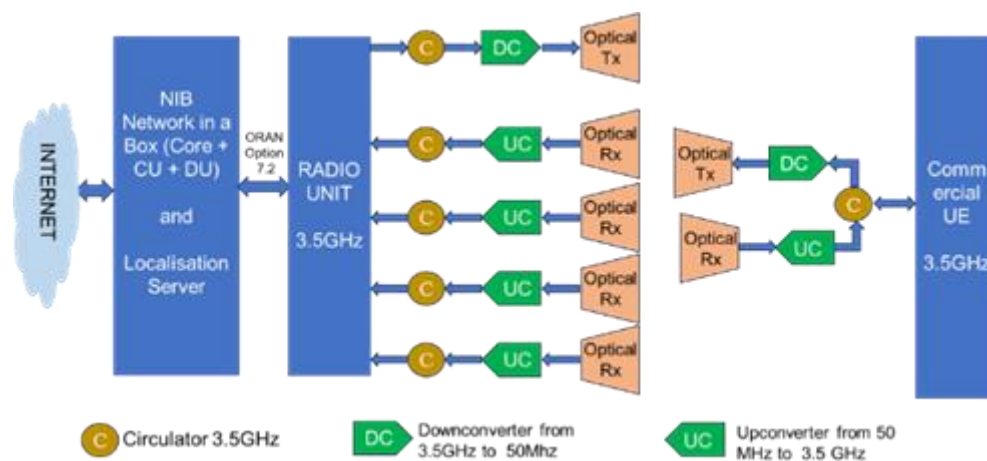 INTERNET
NIB
Network in a
Box (Core +
CU + DU)
and
Localisation
Server
ORAN
Option
7.2
RADIO
UNIT
3.5GHz
C
DC
Optical
Tx
C
UC
Optical
Rx
C
UC
Optical
Rx
C
UC
Optical
Rx
C
UC
Optical
Rx
Optical
Tx
DC
C
Optical
Rx
UC
Comm
ercial
UE
3.5GHz
C Circulator 3.5GHz
DC Downconverter from
3.5GHz to 50Mhz
UC Upconverter from 50
MHz to 3.5 GHz